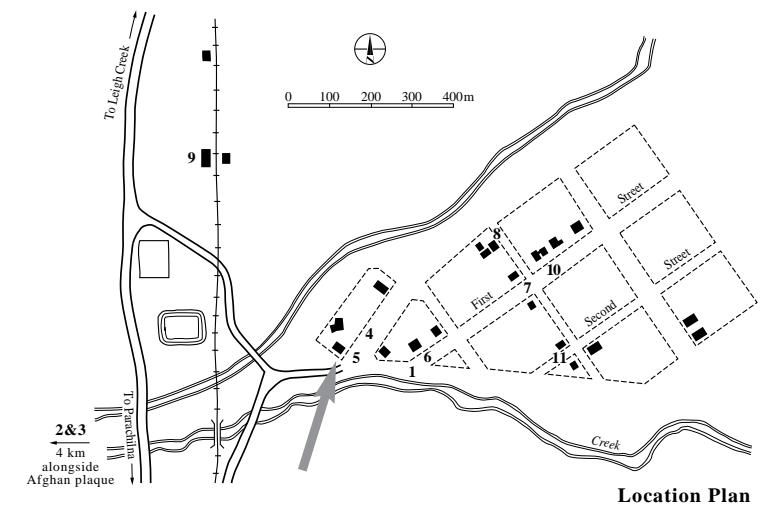 To Leigh Creek
N
0 100 200 300 400m
9
8
10
7
11
4
5
6
1
First
Street
Second
Street
Creek
To Parachina
2&3
4 km
alongside
Afghan plaque
Location Plan